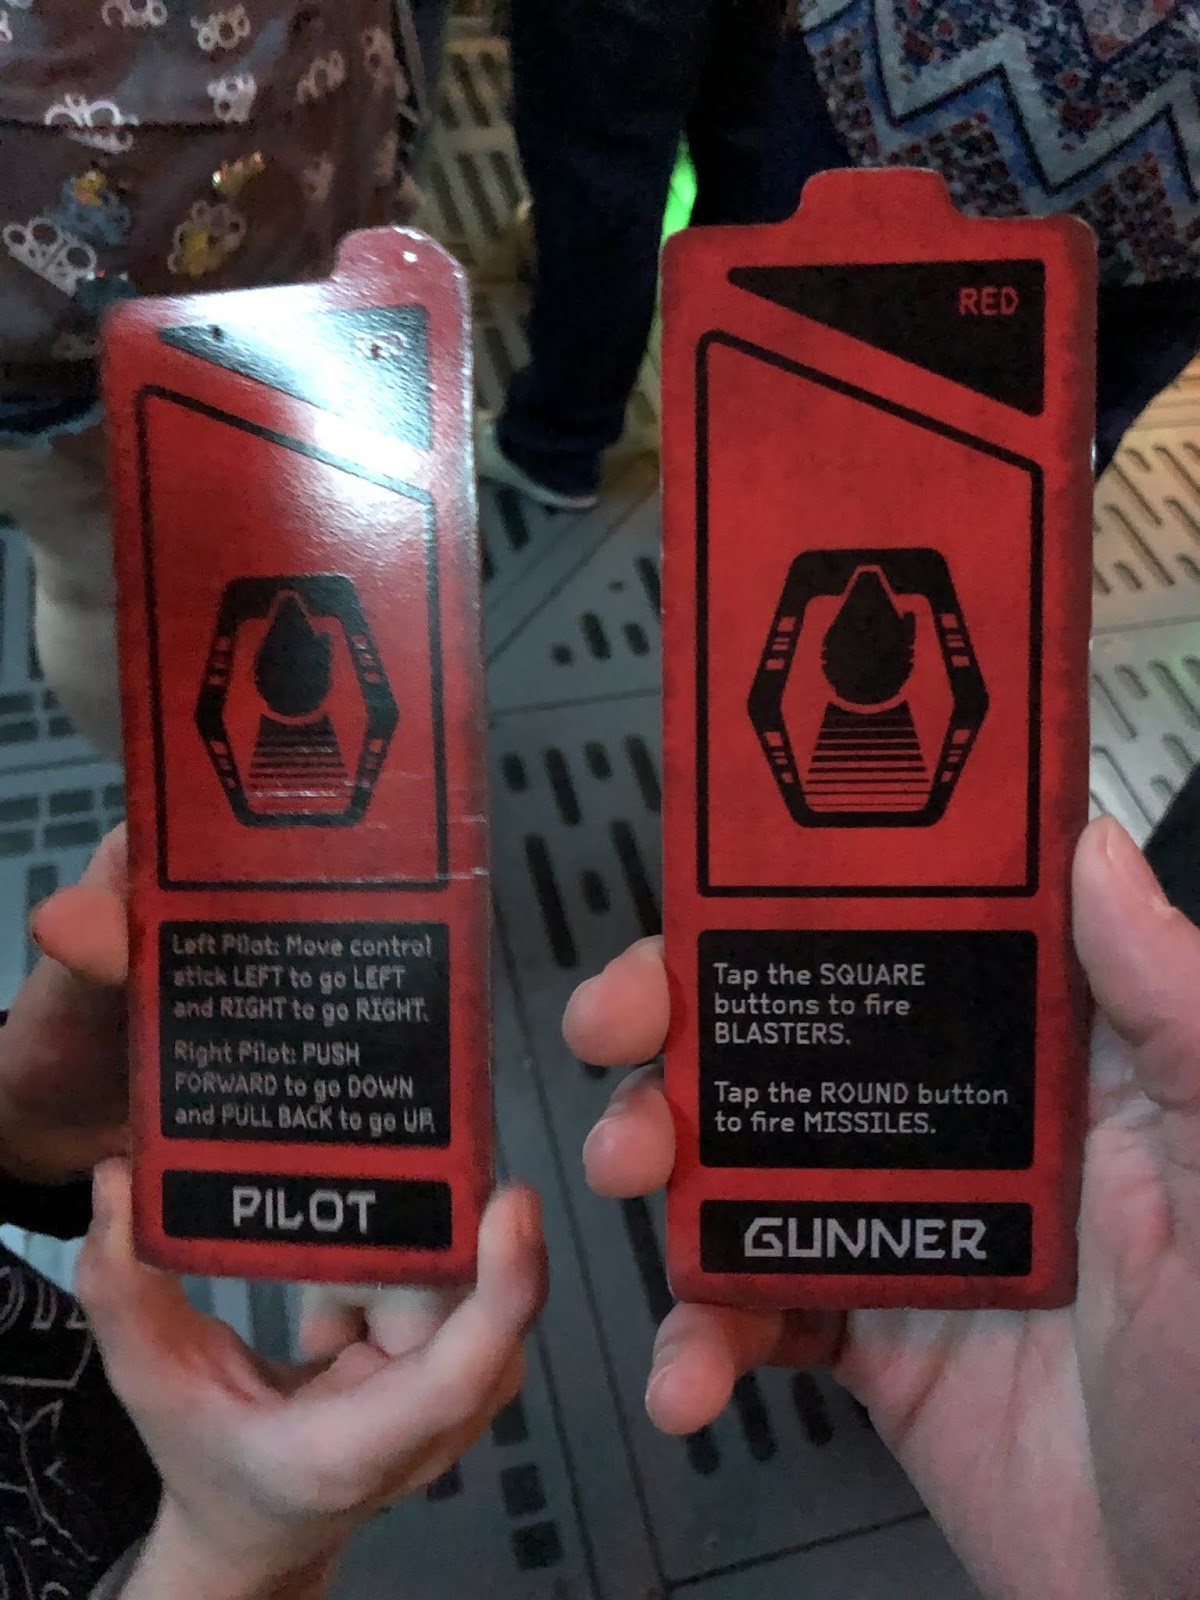 RED
Left Pilot: Move control
stick LEFT to go LEFT
and RIGHT to go RIGHT.
Right Pilot: PUSH
FORWARD to go DOWN
and PULL BACK to go UP.
PILOT
RED
Tap the SQUARE
buttons to fire
BLASTERS.
Tap the ROUND button
to fire MISSILES.
GUNNER